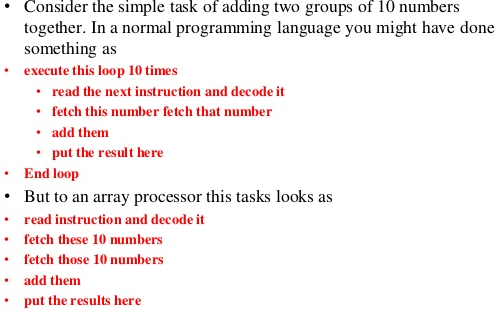 • Consider the simple task of adding two groups of 10 numbers
together. In a normal programming language you might have done
something as
• execute this loop 10 times
• read the next instruction and decode it
• fetch this number fetch that number
• add them
• put the result here
• End loop
• But to an array processor this tasks looks as
• read instruction and decode it
• fetch these 10 numbers
• fetch those 10 numbers
• add them
• put the results here